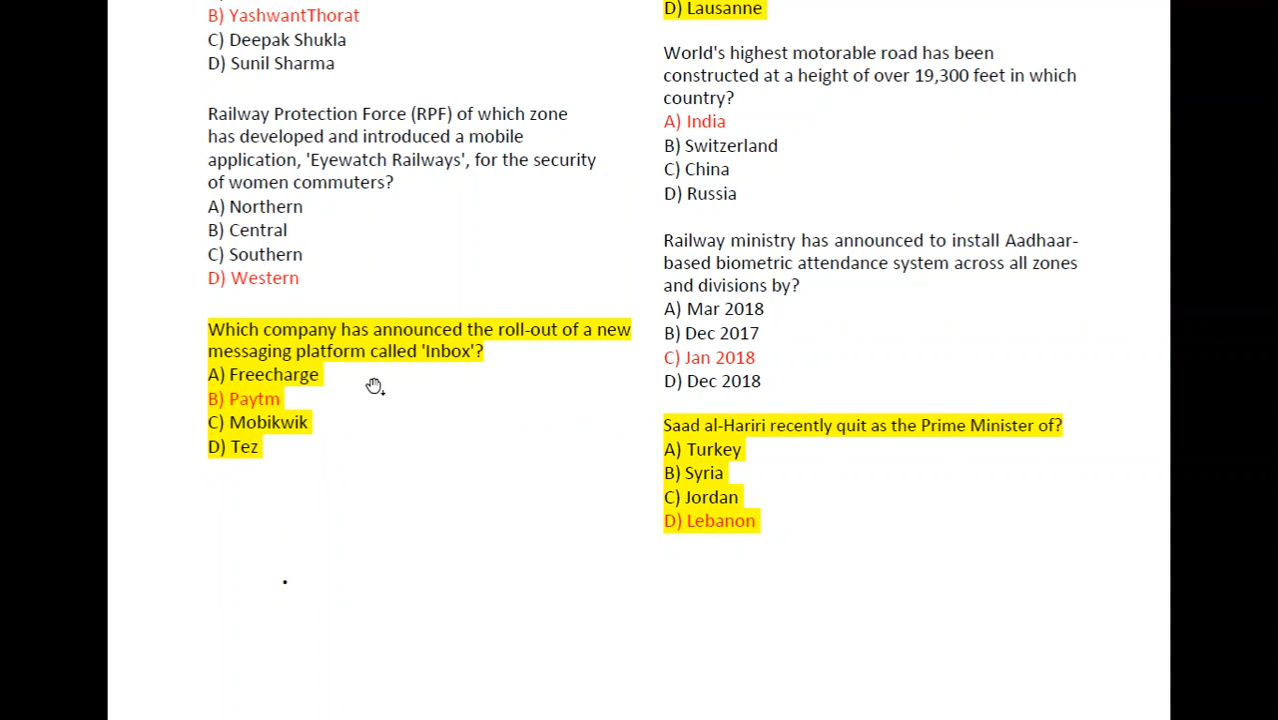 B) YashwantThorat
C) Deepak Shukla
D) Sunil Sharma
Railway Protection Force (RPF) of which zone
has developed and introduced a mobile
application, 'Eyewatch Railways', for the security
of women commuters?
A) Northern
B) Central
C) Southern
D) Western
Which company has announced the roll-out of a new
messaging platform called 'Inbox'?
A) Freecharge
B) Paytm
C) Mobikwik
D) Tez
D) Lausanne
World's highest motorable road has been
constructed at a height of over 19,300 feet in which
country?
A) India
B) Switzerland
C) China
D) Russia
Railway ministry has announced to install Aadhaar-
based biometric attendance system across all zones
and divisions by?
A) Mar 2018
B) Dec 2017
C) Jan 2018
D) Dec 2018
Saad al-Hariri recently quit as the Prime Minister of?
A) Turkey
B) Syria
C) Jordan
D) Lebanon